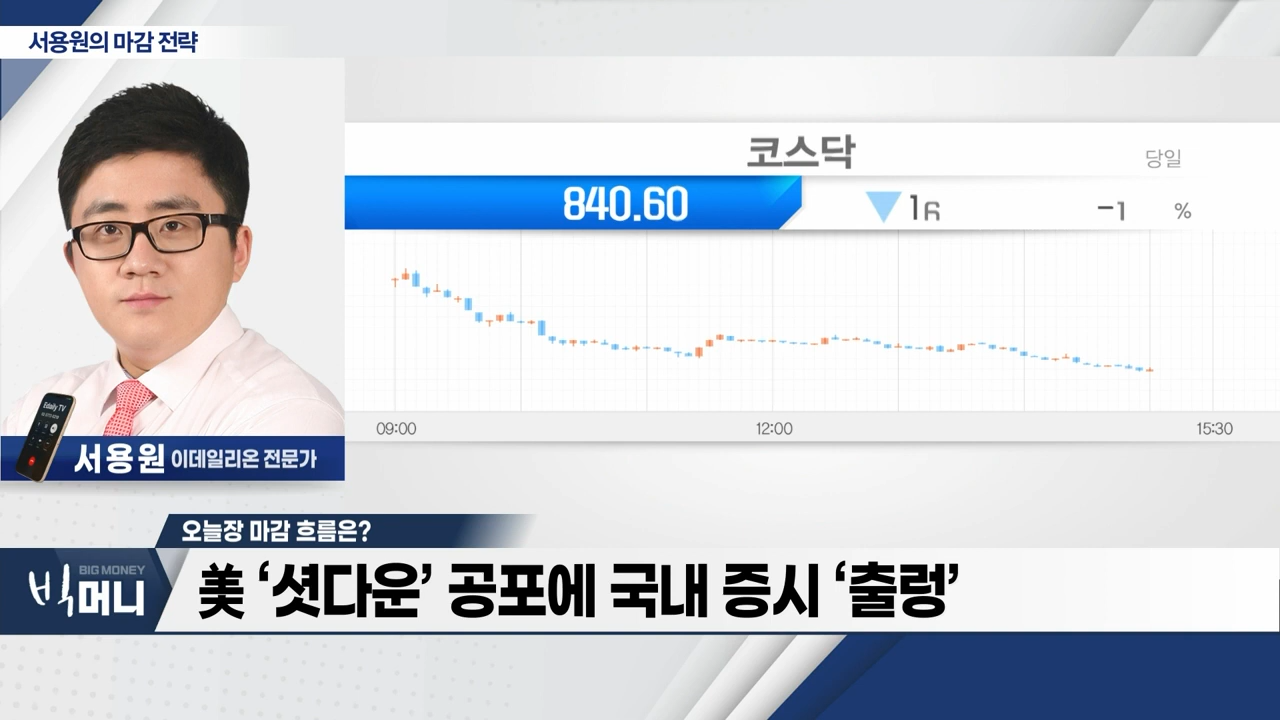 서용원의 마감 전략
코스닥
당일
840.60
%
09:00
12:00
15:30
Edaily TV
서용원 이데일리온 전문가
오늘장 마감 흐름은?
BIG MONEY
빅머니
美 ‘셧다운’ 공포에 국내 증시 ‘출렁’